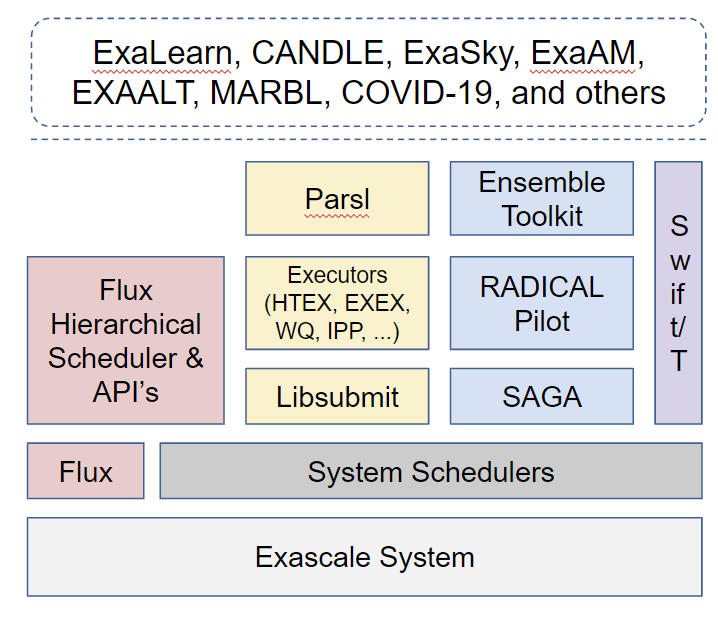 ExaLearn, CANDLE, ExaSky, ExaAM,
EXAALT, MARBL, COVID-19, and others
Parsl
Ensemble
Toolkit
S
w
if
t/
T
Flux
Hierarchical
Scheduler &
API’s
Executors
(HTEX, EXEX,
WQ, IPP, ...)
RADICAL
Pilot
Libsubmit
SAGA
Flux
System Schedulers
Exascale System